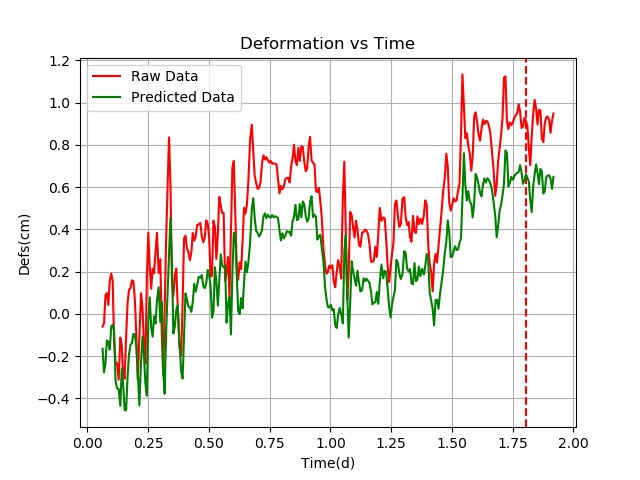 Deformation vs Time
Raw Data
Predicted Data
Defs(cm)
1.2
1.0
0.8
0.6
0.4
0.2
0.0
−0.2
−0.4
0.00 0.25 0.50 0.75 1.00 1.25 1.50 1.75 2.00
Time(d)